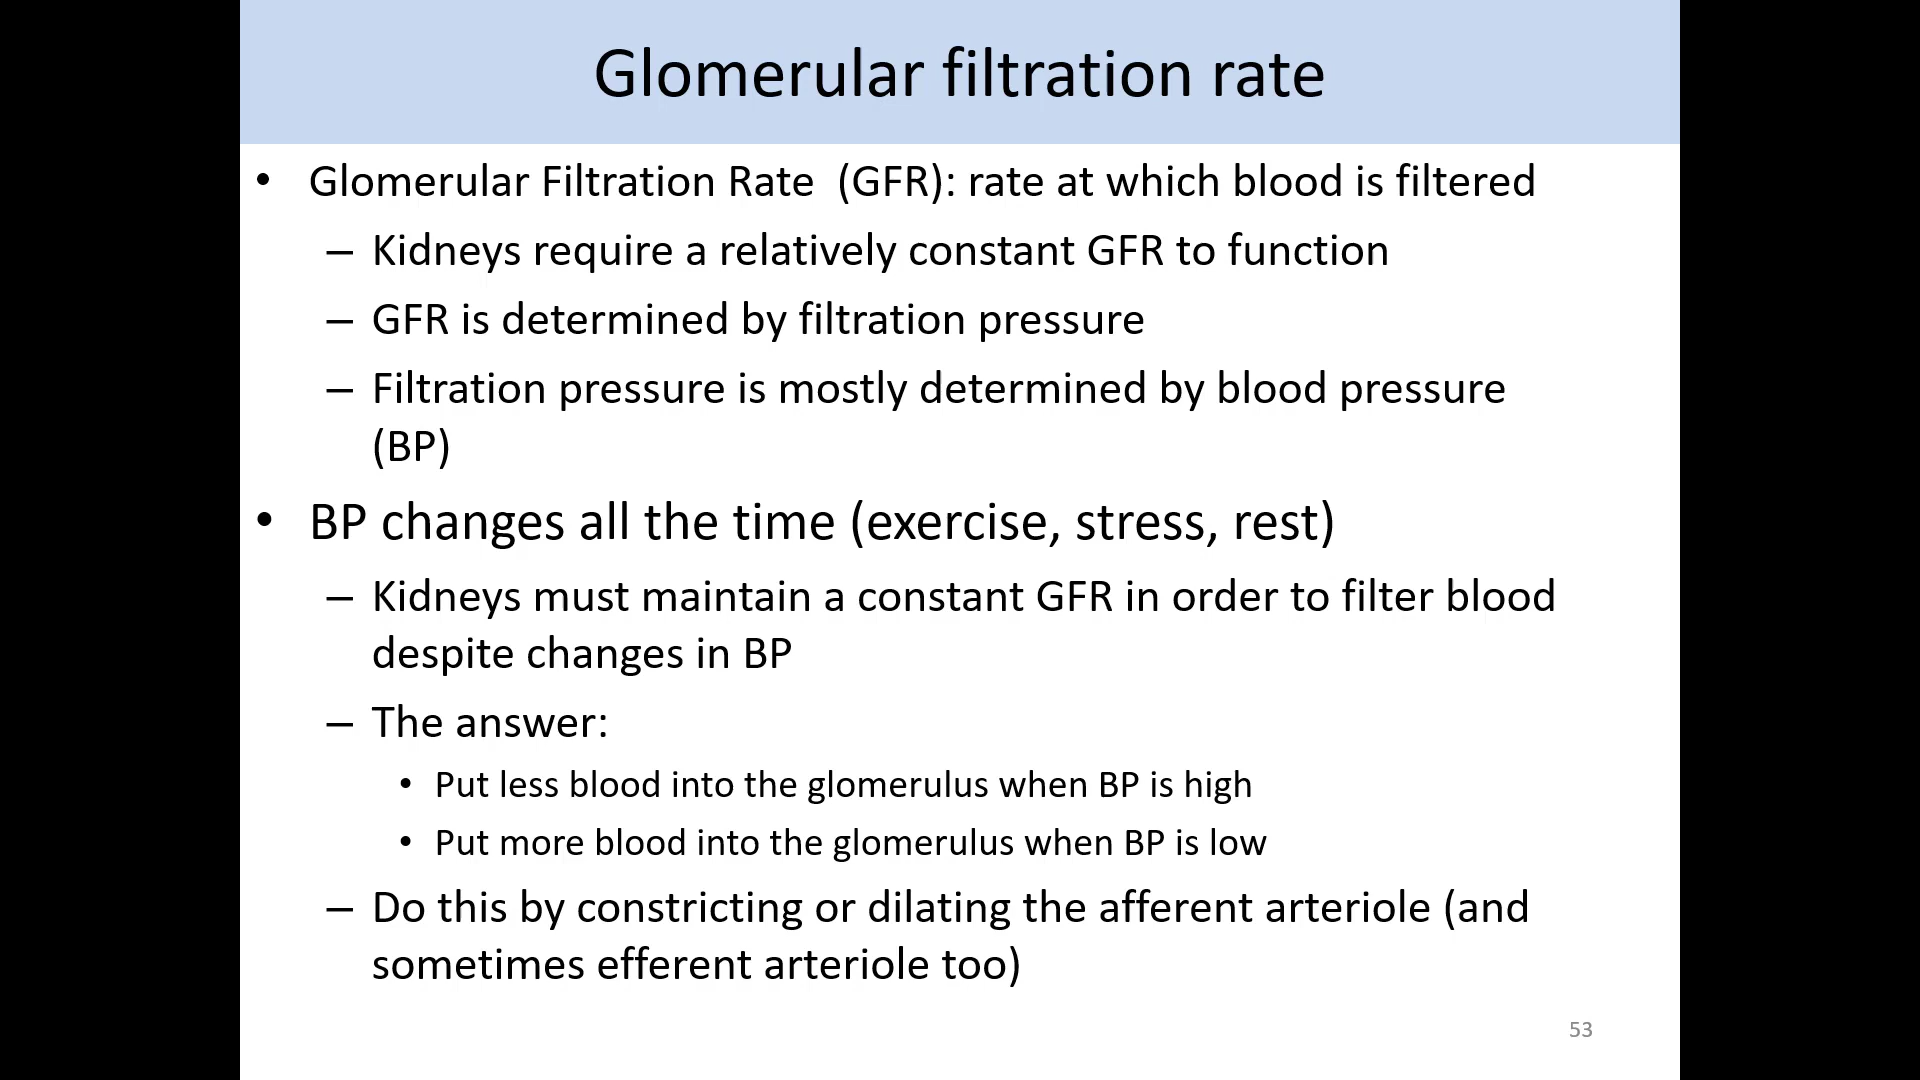 Glomerular filtration rate
• Glomerular Filtration Rate  (GFR): rate at which blood is filtered
– Kidneys require a relatively constant GFR to function
– GFR is determined by filtration pressure
– Filtration pressure is mostly determined by blood pressure
(BP)
• BP changes all the time (exercise, stress, rest)
– Kidneys must maintain a constant GFR in order to filter blood
despite changes in BP
– The answer:
• Put less blood into the glomerulus when BP is high
• Put more blood into the glomerulus when BP is low
– Do this by constricting or dilating the afferent arteriole (and
sometimes efferent arteriole too)
53